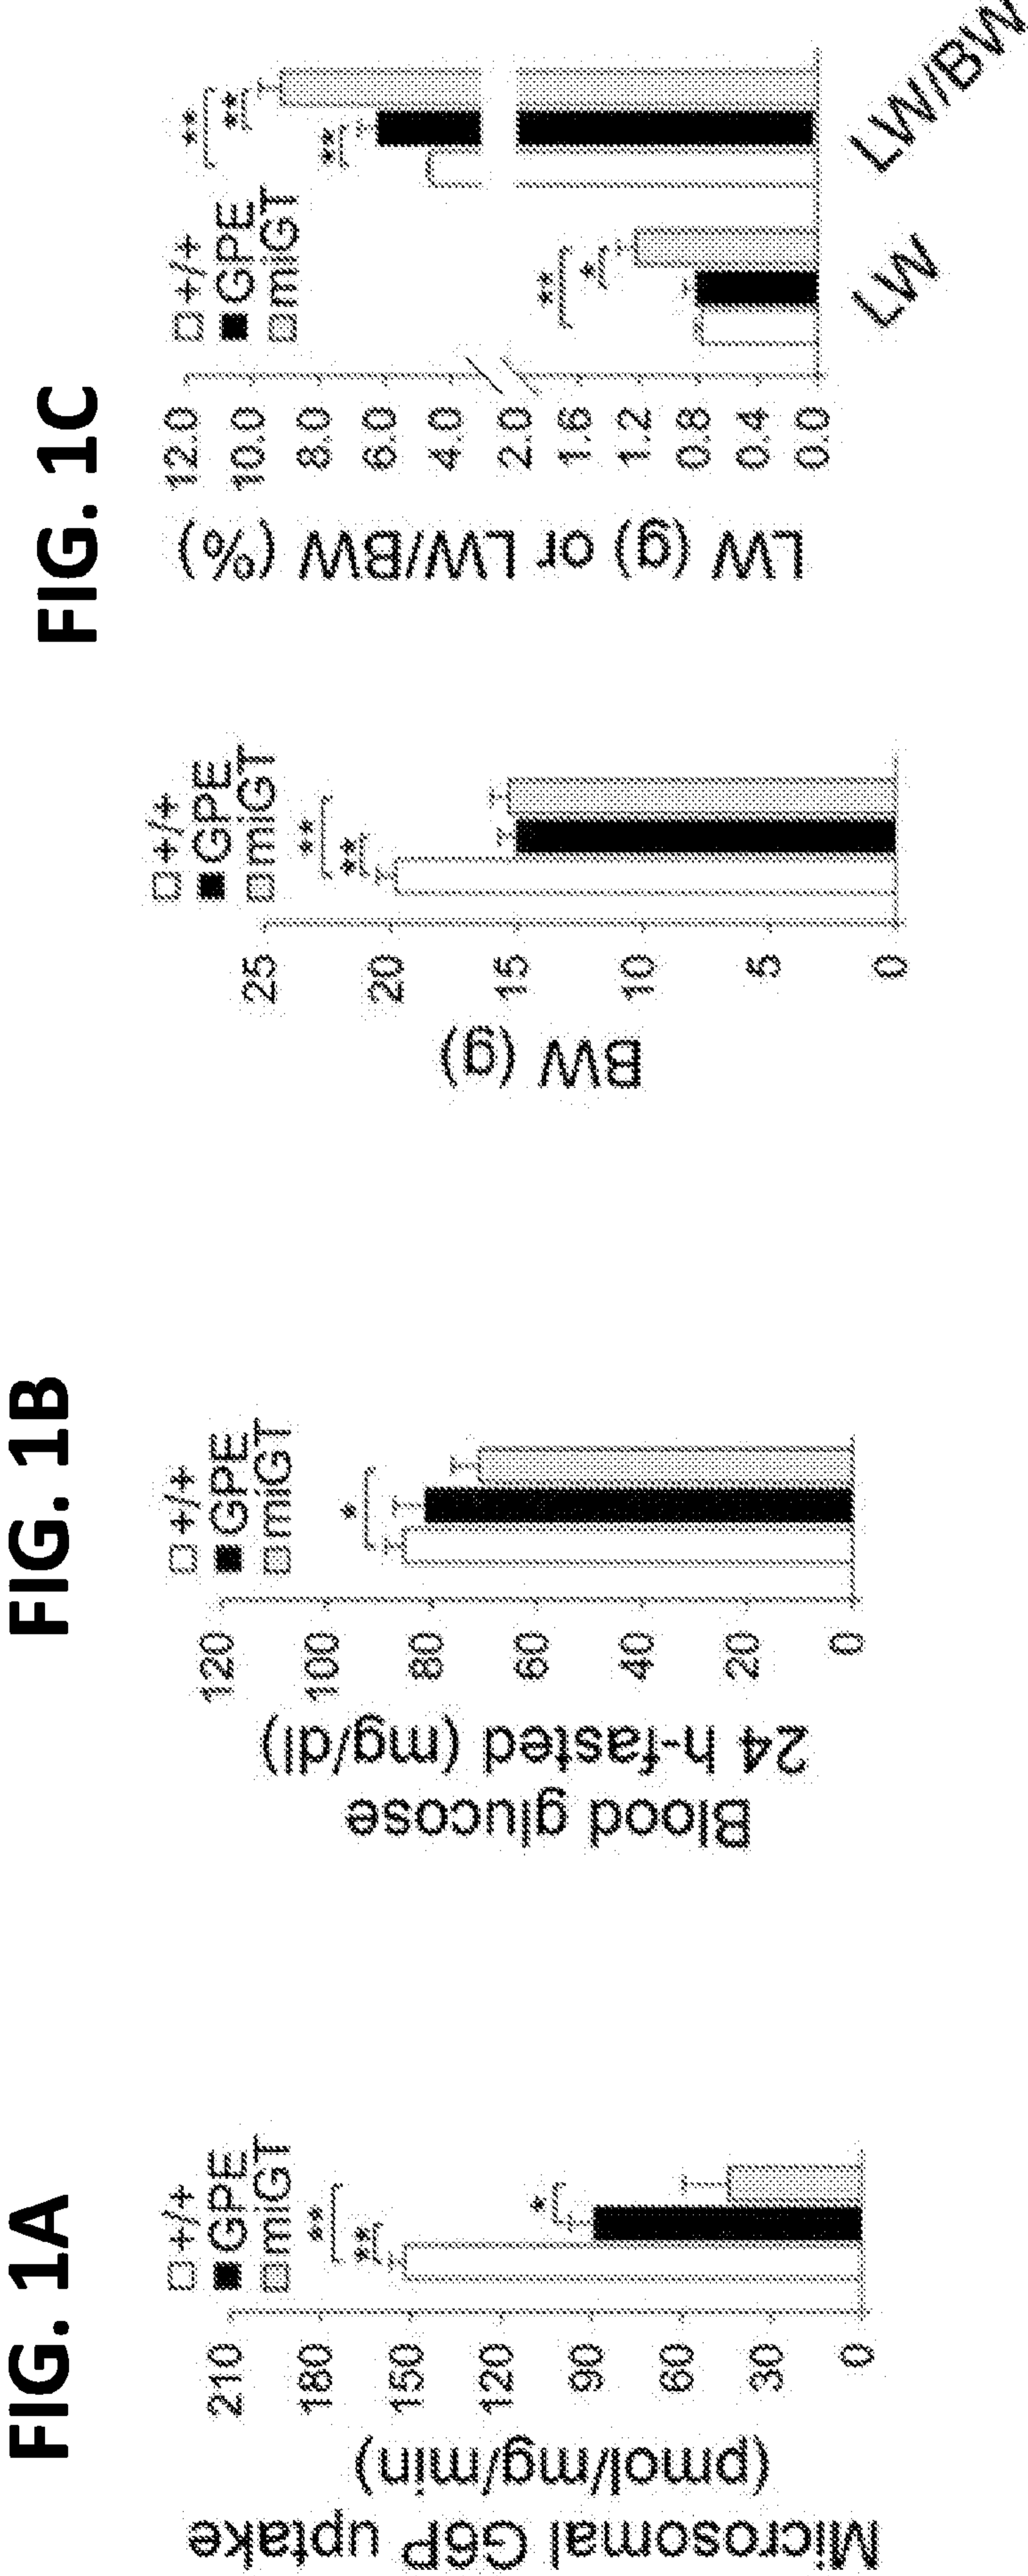 FIG. 1A
Microsomal G6P uptake
(pmol/mg/min)
210
180
150
120
90
60
30
0
+/+
GPE
miGT
**
**
*
FIG. 1B
Blood glucose
24 h-fasted (mg/dl)
120
100
80
60
40
20
0
+/+
GPE
miGT
*
FIG. 1C
BW (g)
25
20
15
10
5
0
+/+
GPE
miGT
**
**
LW (g) or LW/BW (%)
12.0
10.0
8.0
6.0
4.0
2.0
1.6
1.2
0.8
0.4
0.0
+/+
GPE
miGT
**
*
**
**
**
LW
LW/BW